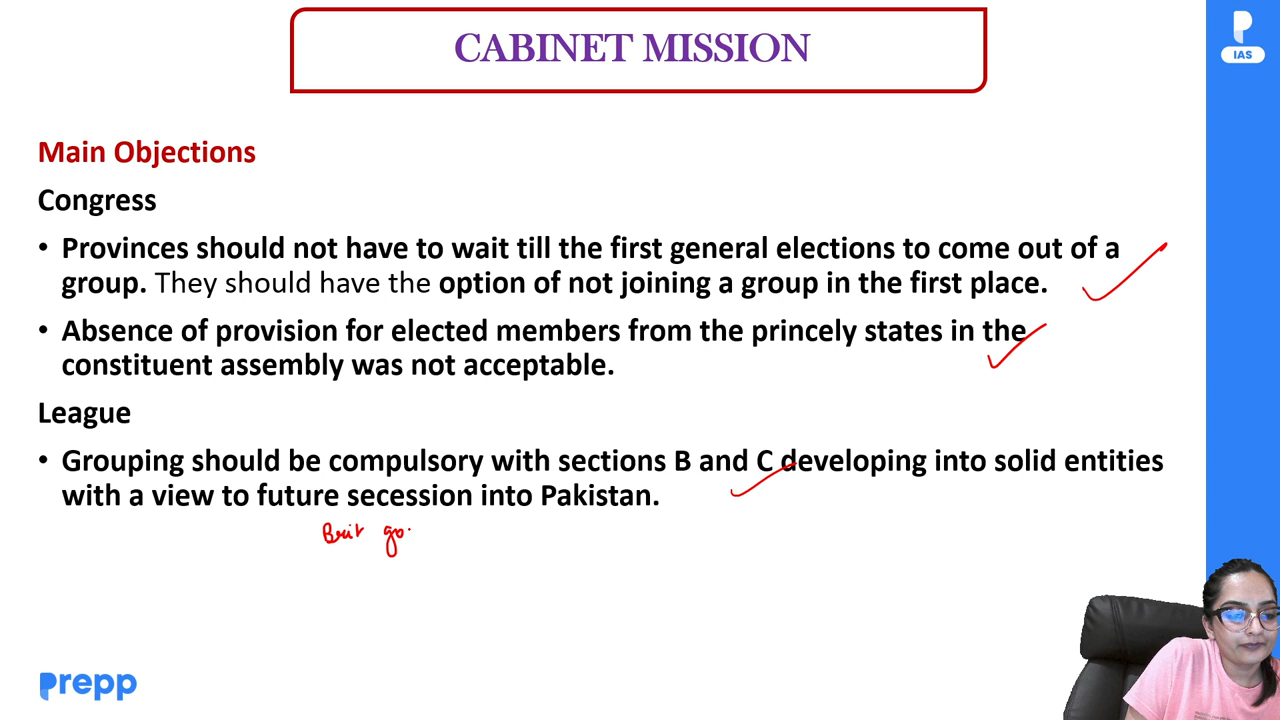 CABINET MISSION
P
IAS
Main Objections
Congress
• Provinces should not have to wait till the first general elections to come out of a
group. They should have the option of not joining a group in the first place.
• Absence of provision for elected members from the princely states in the
constituent assembly was not acceptable.
League
• Grouping should be compulsory with sections B and C developing into solid entities
with a view to future secession into Pakistan.
Brit go
prepp